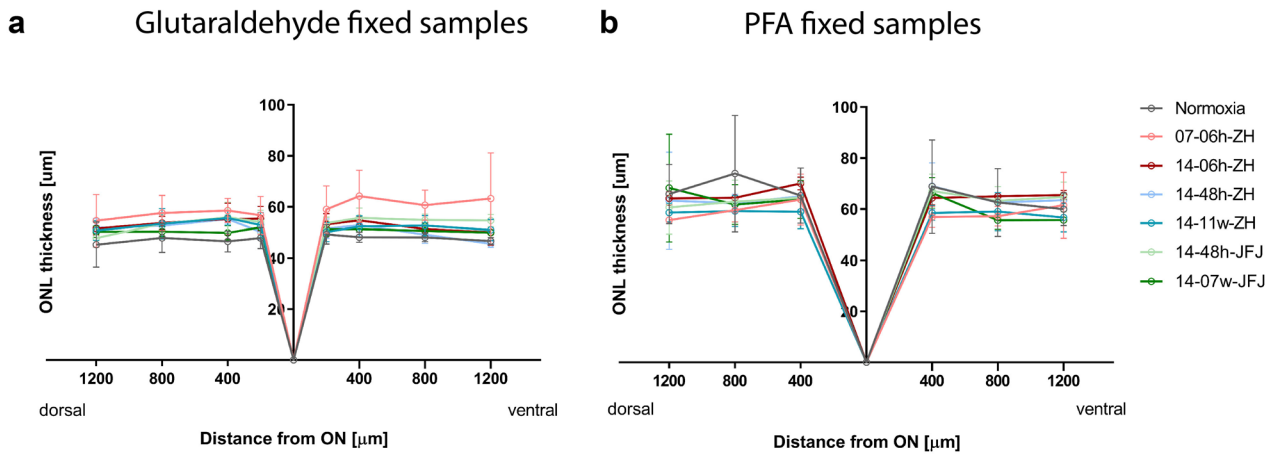 a
Glutaraldehyde fixed samples
ONL thickness [um]
100
80
60
40
20
1200 800 400 400 800 1200
dorsal ventral
Distance from ON [μm]
b
PFA fixed samples
ONL thickness [um]
100
80
60
40
20
1200 800 400 400 800 1200
dorsal ventral
Distance from ON [μm]
Normoxia
07-06h-ZH
14-06h-ZH
14-48h-ZH
14-11w-ZH
14-48h-JFJ
14-07w-JFJ